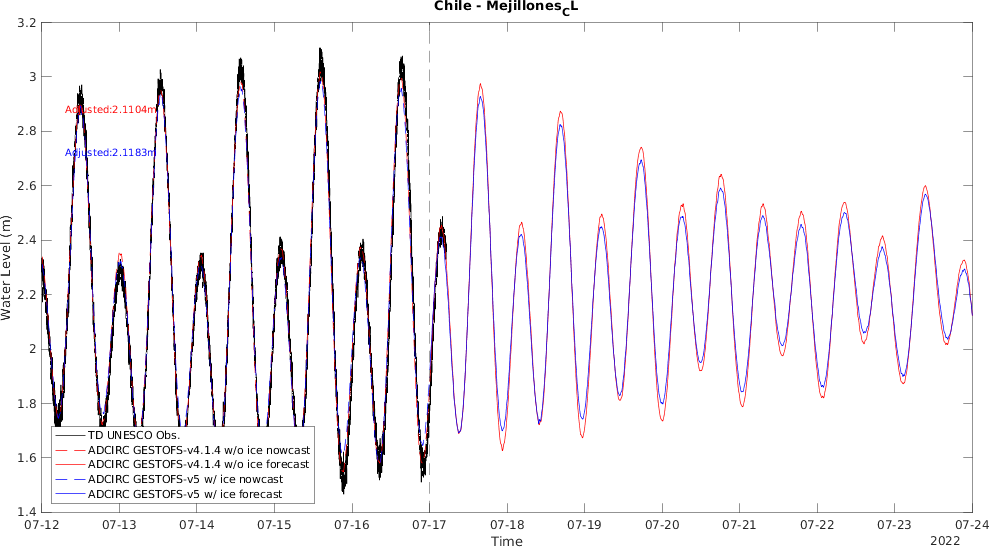 Chile - Mejillones_CL
3.2
3
2.8
2.6
2.4
2.2
2
1.8
1.6
1.4
Water Level (m)
Adjusted:2.1104m
Adjusted:2.1183m
TD UNESCO Obs.
ADCIRC GESTOFS-v4.1.4 w/o ice nowcast
ADCIRC GESTOFS-v4.1.4 w/o ice forecast
ADCIRC GESTOFS-v5 w/ ice nowcast
ADCIRC GESTOFS-v5 w/ ice forecast
07-12 07-13 07-14 07-15 07-16 07-17 07-18 07-19 07-20 07-21 07-22 07-23 07-24
Time
2022